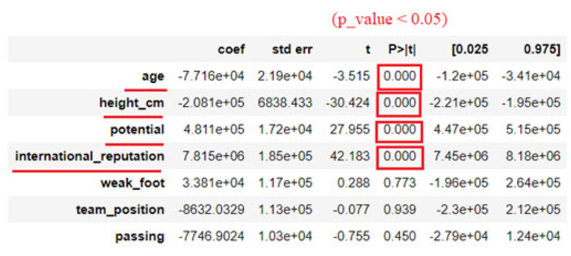 (p_value < 0.05)
coef std err t P>|t| [0.025 0.975]
age -7.716e+04 2.19e+04 -3.515 0.000 -1.2e+05 -3.41e+04
height_cm -2.081e+05 6838.433 -30.424 0.000 -2.21e+05 -1.95e+05
potential 4.811e+05 1.72e+04 27.955 0.000 4.47e+05 5.15e+05
international_reputation 7.815e+06 1.85e+05 42.183 0.000 7.45e+06 8.18e+06
weak_foot 3.381e+04 1.17e+05 0.288 0.773 -1.96e+05 2.64e+05
team_position -8632.0329 1.13e+05 -0.077 0.939 -2.3e+05 2.12e+05
passing -7746.9024 1.03e+04 -0.755 0.450 -2.79e+04 1.24e+04